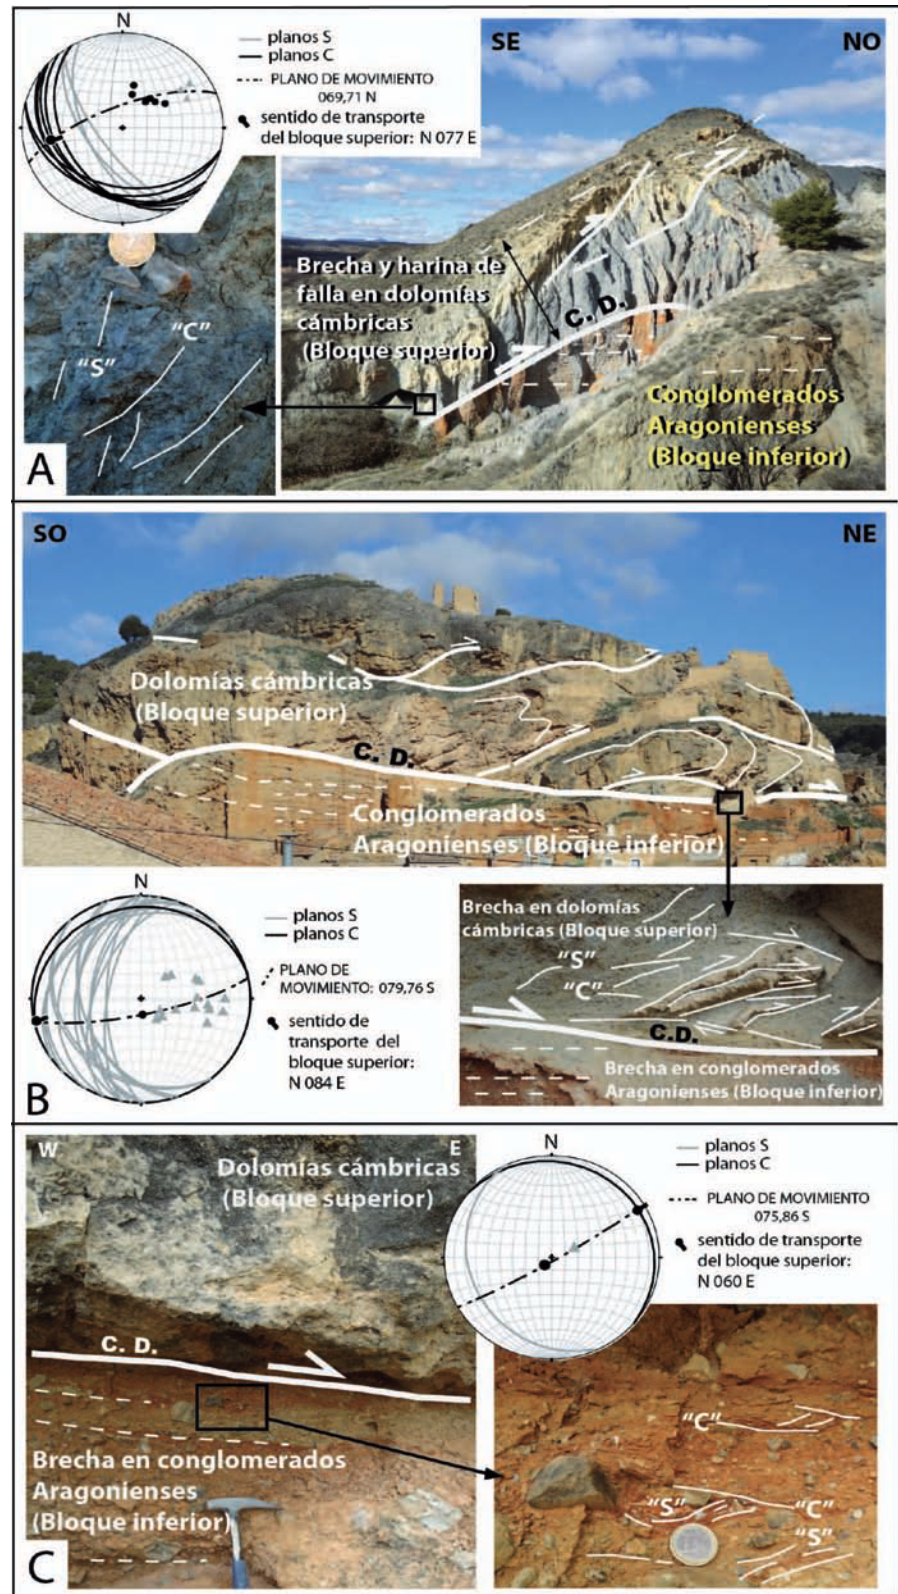 N
planos S
planos C
PLANO DE MOVIMIENTO
069,71 N
sentido de transporte
del bloque superior: N 077 E
SE
NO
Brecha y harina de
falla en dolomías
cámbricas
(Bloque superior)
C. D.
Conglomerados
Aragonienses
(Bloque inferior)
"S"
"C"
A
SO
NE
Dolomías cámbricas
(Bloque superior)
C. D.
Conglomerados
Aragonienses (Bloque inferior)
N
planos S
planos C
PLANO DE
MOVIMIENTO: 079,76 S
sentido de
transporte del
bloque superior:
N 084 E
Brecha en dolomías
cámbricas (Bloque superior)
"S"
"C"
C.D.
Brecha en conglomerados
Aragonienses (Bloque inferior)
B
W
E
Dolomías cámbricas
(Bloque superior)
C. D.
Brecha en conglomerados
Aragonienses
(Bloque inferior)
C
N
planos S
planos C
PLANO DE MOVIMIENTO
075,86 S
sentido de transporte
del bloque superior:
N 060 E
"C"
"S"
"C"
"S"